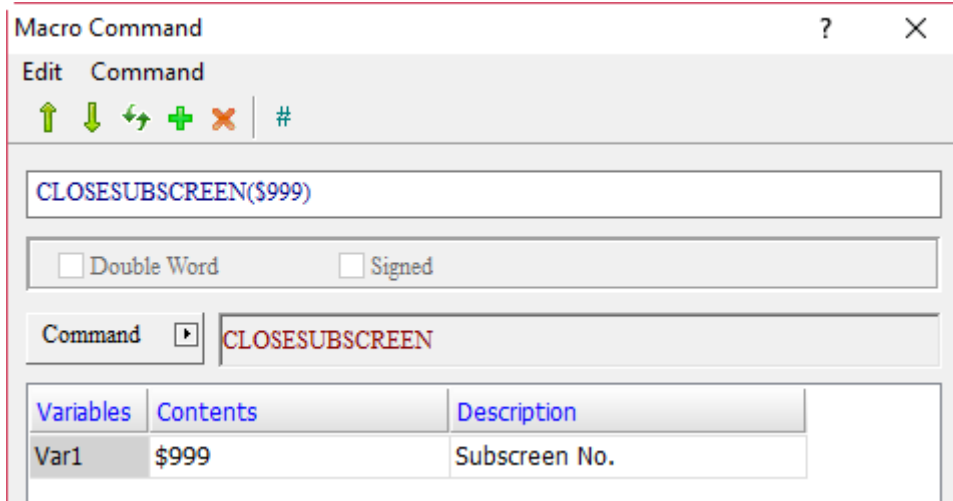 Macro Command ?
Edit Command
#
CLOSESUBSCREEN($999)
Double Word Signed
Command CLOSESUBSCREEN
Variables Contents Description
Var1 $999 Subscreen No.